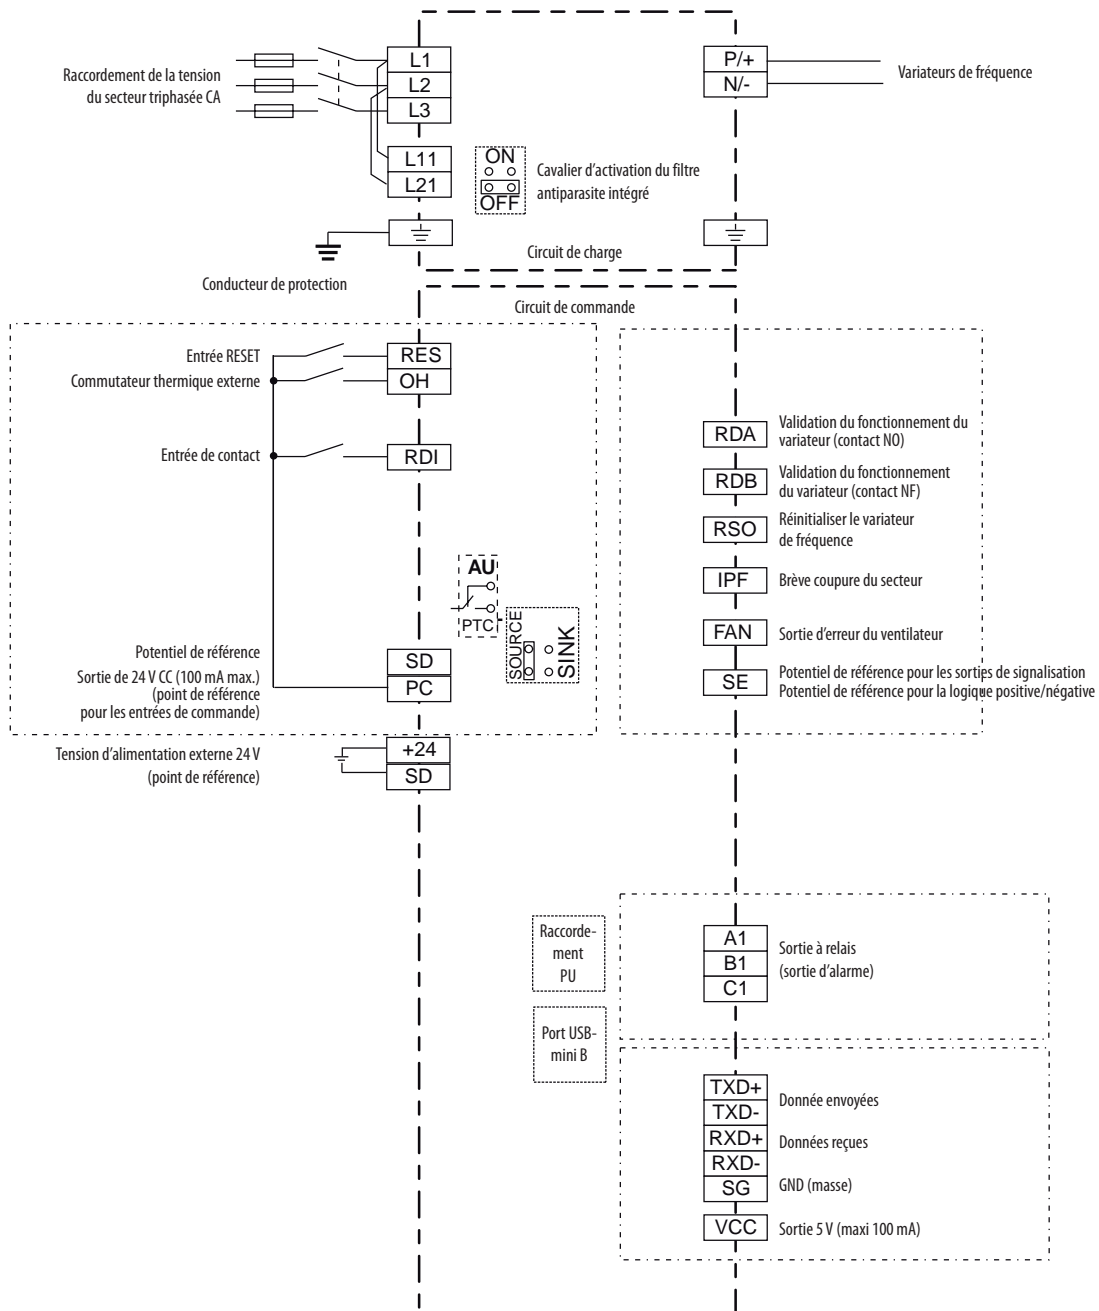 Raccordement de la tension
du secteur triphasée CA
L1
L2
L3
L11
L21
P/+
N/-
Variateurs de fréquence
ON
OFF
Cavalier d'activation du filtre
antiparasite intégré
Circuit de charge
Conducteur de protection
Circuit de commande
Entrée RESET
RES
Commutateur thermique externe
OH
Entrée de contact
RDI
AU
PTC
SOURCE
SINK
Potentiel de référence
SD
Sortie de 24 V CC (100 mA max.)
(point de référence
pour les entrées de commande)
PC
Tension d'alimentation externe 24 V
(point de référence)
+24
SD
RDA
Validation du fonctionnement du
variateur (contact NO)
RDB
Validation du fonctionnement
du variateur (contact NF)
RSO
Réinitialiser le variateur
de fréquence
IPF
Brève coupure du secteur
FAN
Sortie d'erreur du ventilateur
SE
Potentiel de référence pour les sorties de signalisation
Potentiel de référence pour la logique positive/négative
Raccorde-
ment
PU
Port USB-
mini B
A1
B1
C1
Sortie à relais
(sortie d'alarme)
TXD+
TXD-
Donnée envoyées
RXD+
RXD-
Données reçues
SG
GND (masse)
VCC
Sortie 5 V (maxi 100 mA)